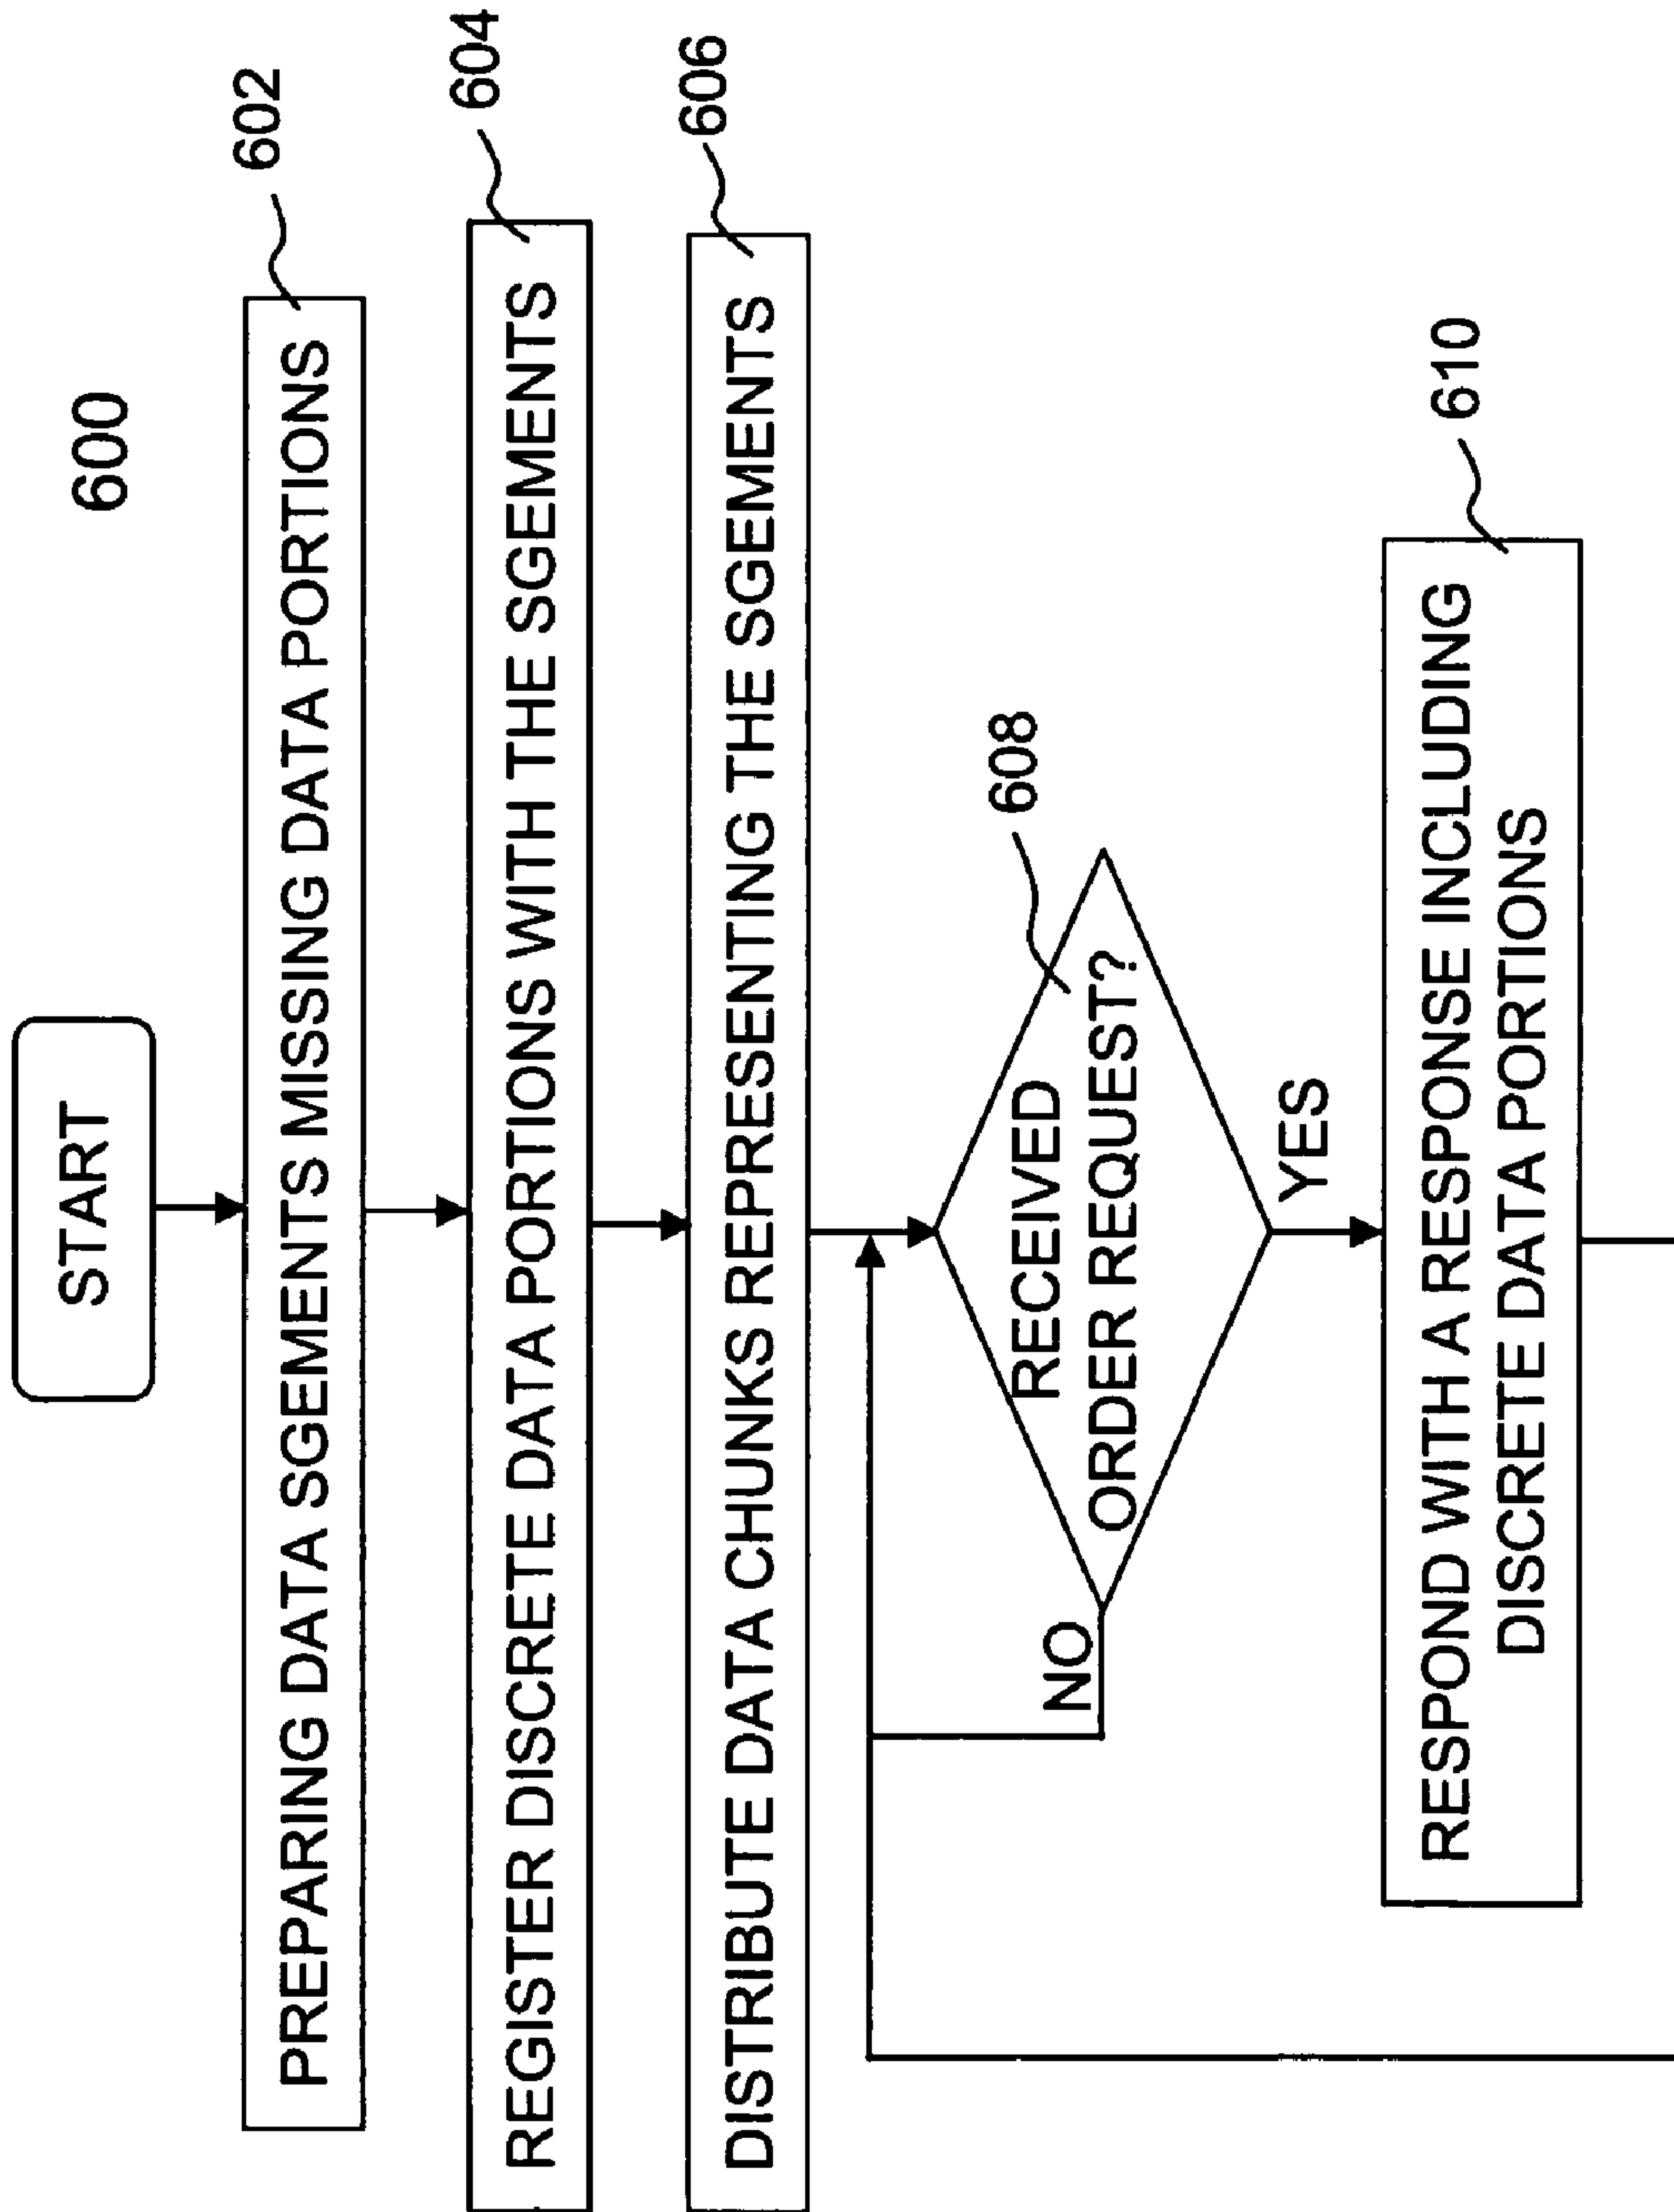 600
START
PREPARING DATA SGEMENTS MISSING DATA PORTIONS
602
REGISTER DISCRETE DATA PORTIONS WITH THE SGEMENTS
604
DISTRIBUTE DATA CHUNKS REPRESENTING THE SGEMENTS
606
RECEIVED
ORDER REQUEST?
608
NO
YES
RESPOND WITH A RESPONSE INCLUDING
DISCRETE DATA PORTIONS
610